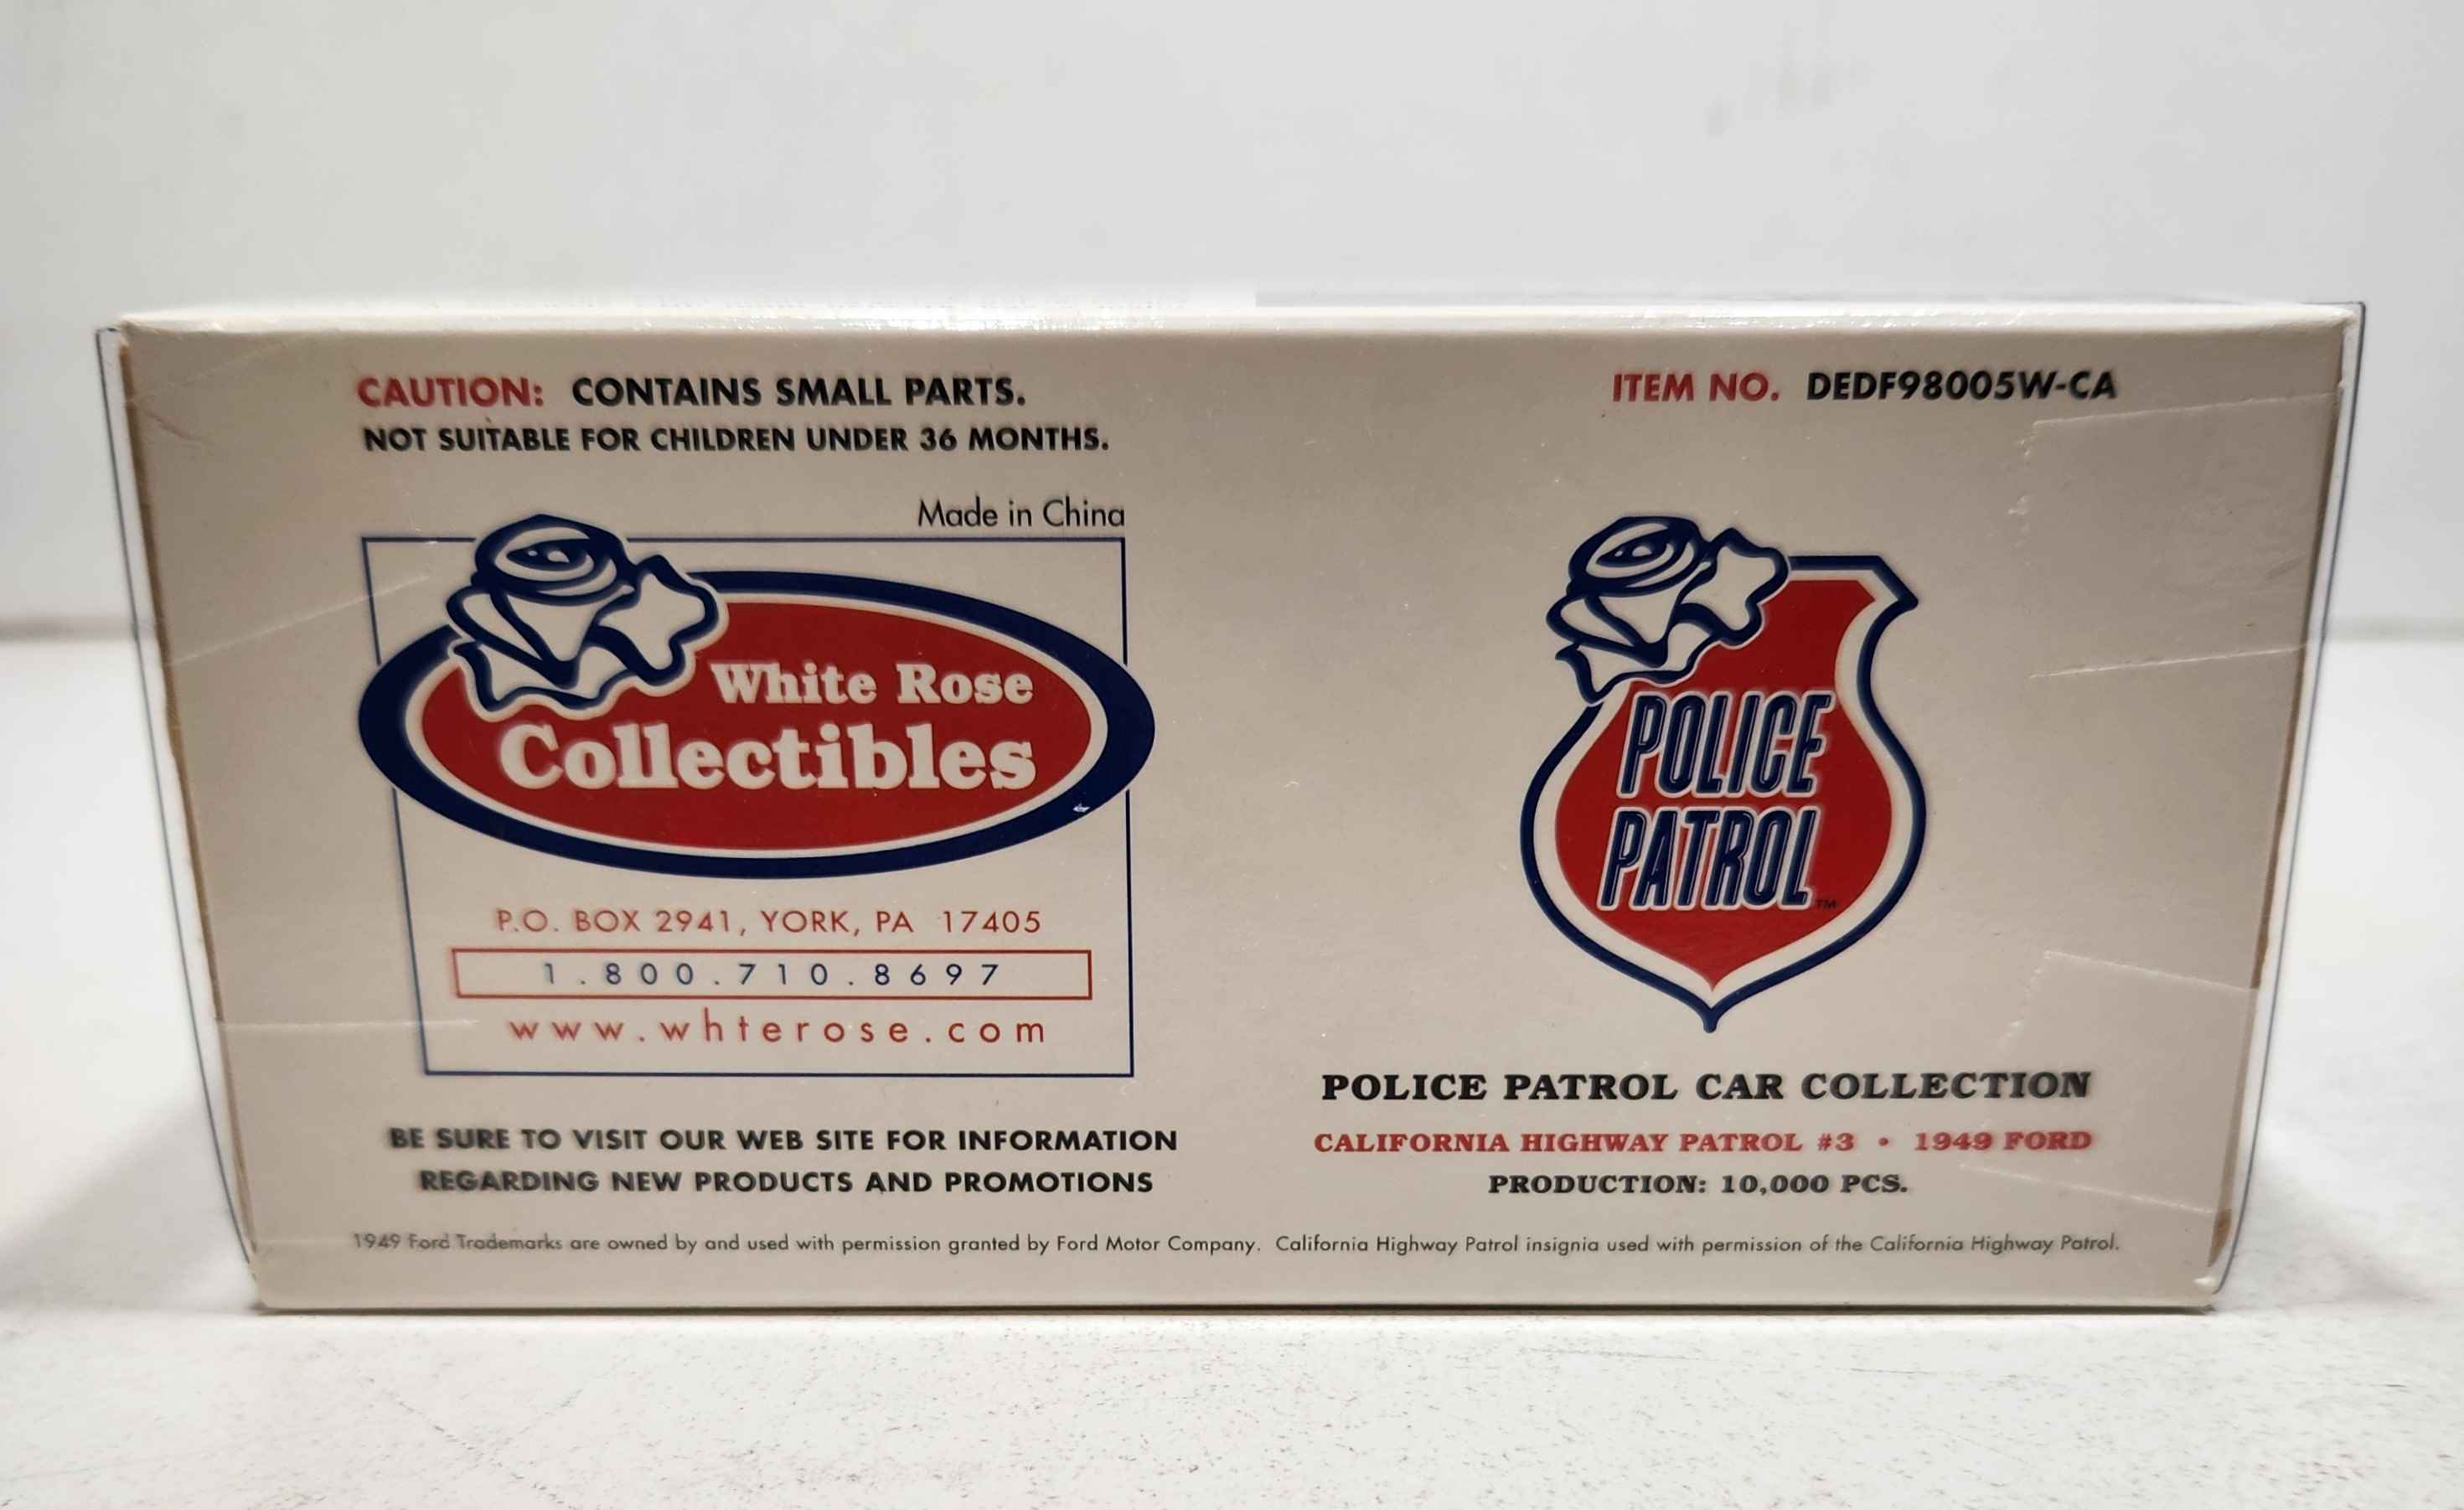 CAUTION: CONTAINS SMALL PARTS.
NOT SUITABLE FOR CHILDREN UNDER 36 MONTHS.
Made in China
White Rose
Collectibles
P.O. BOX 2941, YORK, PA 17405
1.800.710.8697
www.whterose.com
BE SURE TO VISIT OUR WEB SITE FOR INFORMATION
REGARDING NEW PRODUCTS AND PROMOTIONS
ITEM NO. DEDF98005W-CA
POLICE
PATROL™
POLICE PATROL CAR COLLECTION
CALIFORNIA HIGHWAY PATROL #3 • 1949 FORD
PRODUCTION: 10,000 PCS.
1949 Ford Trademarks are owned by and used with permission granted by Ford Motor Company. California Highway Patrol insignia used with permission of the California Highway Patrol.